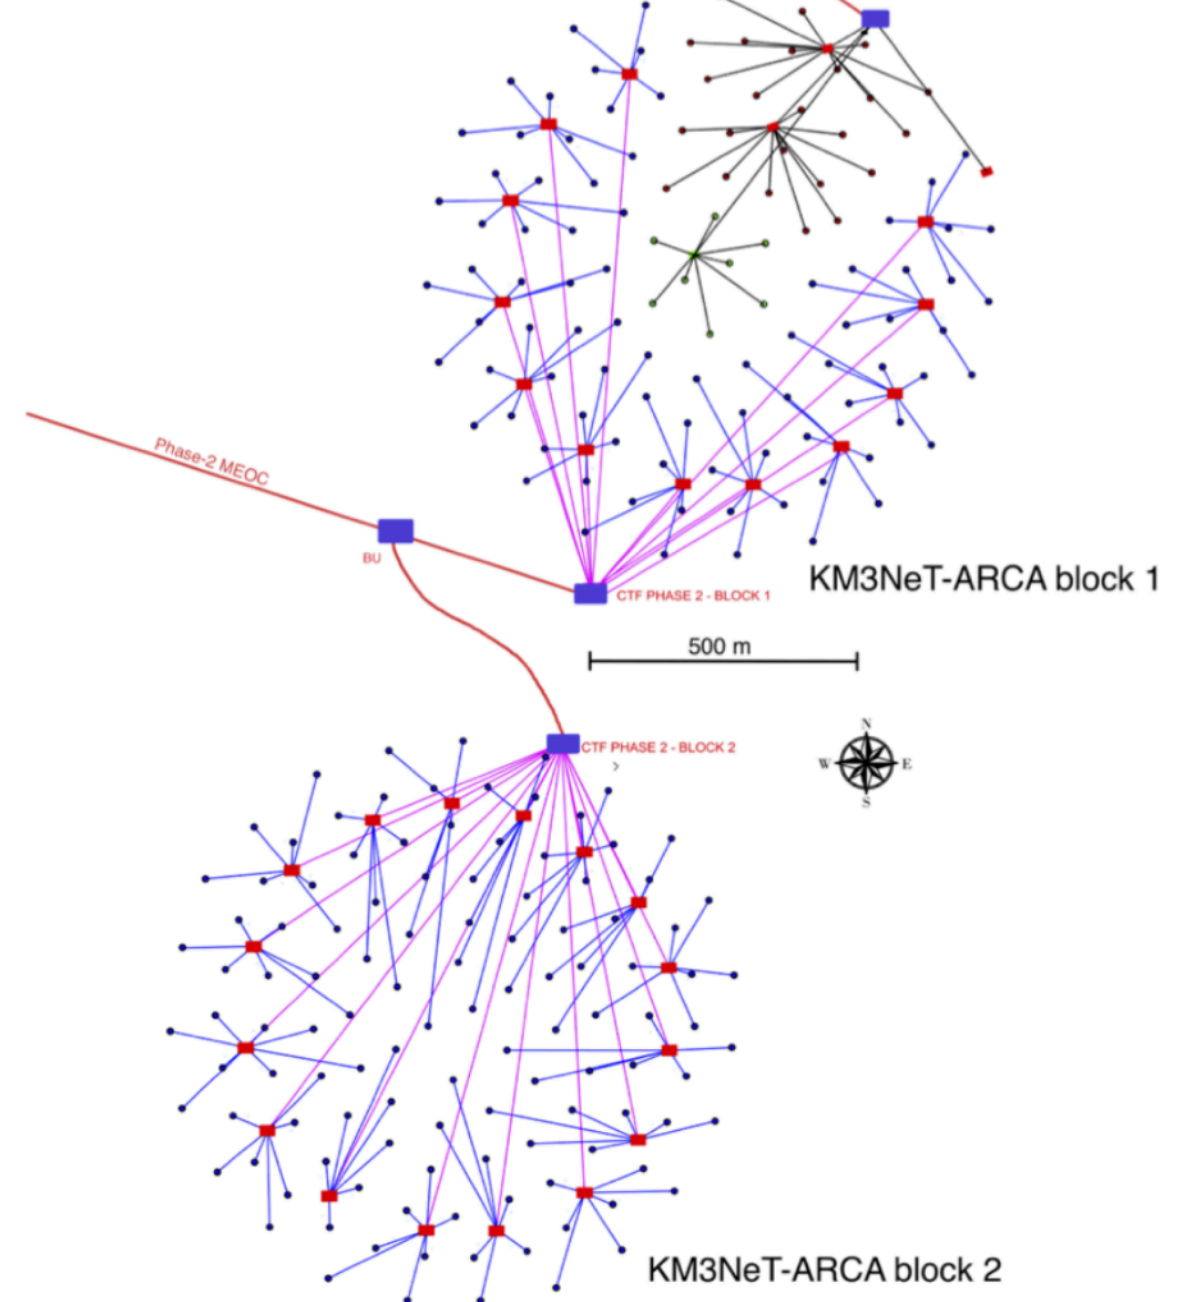 Phase-2 MEOC
BU
KM3NeT-ARCA block 1
CTF PHASE 2 - BLOCK 1
500 m
N
W E
S
CTF PHASE 2 - BLOCK 2
>
KM3NeT-ARCA block 2